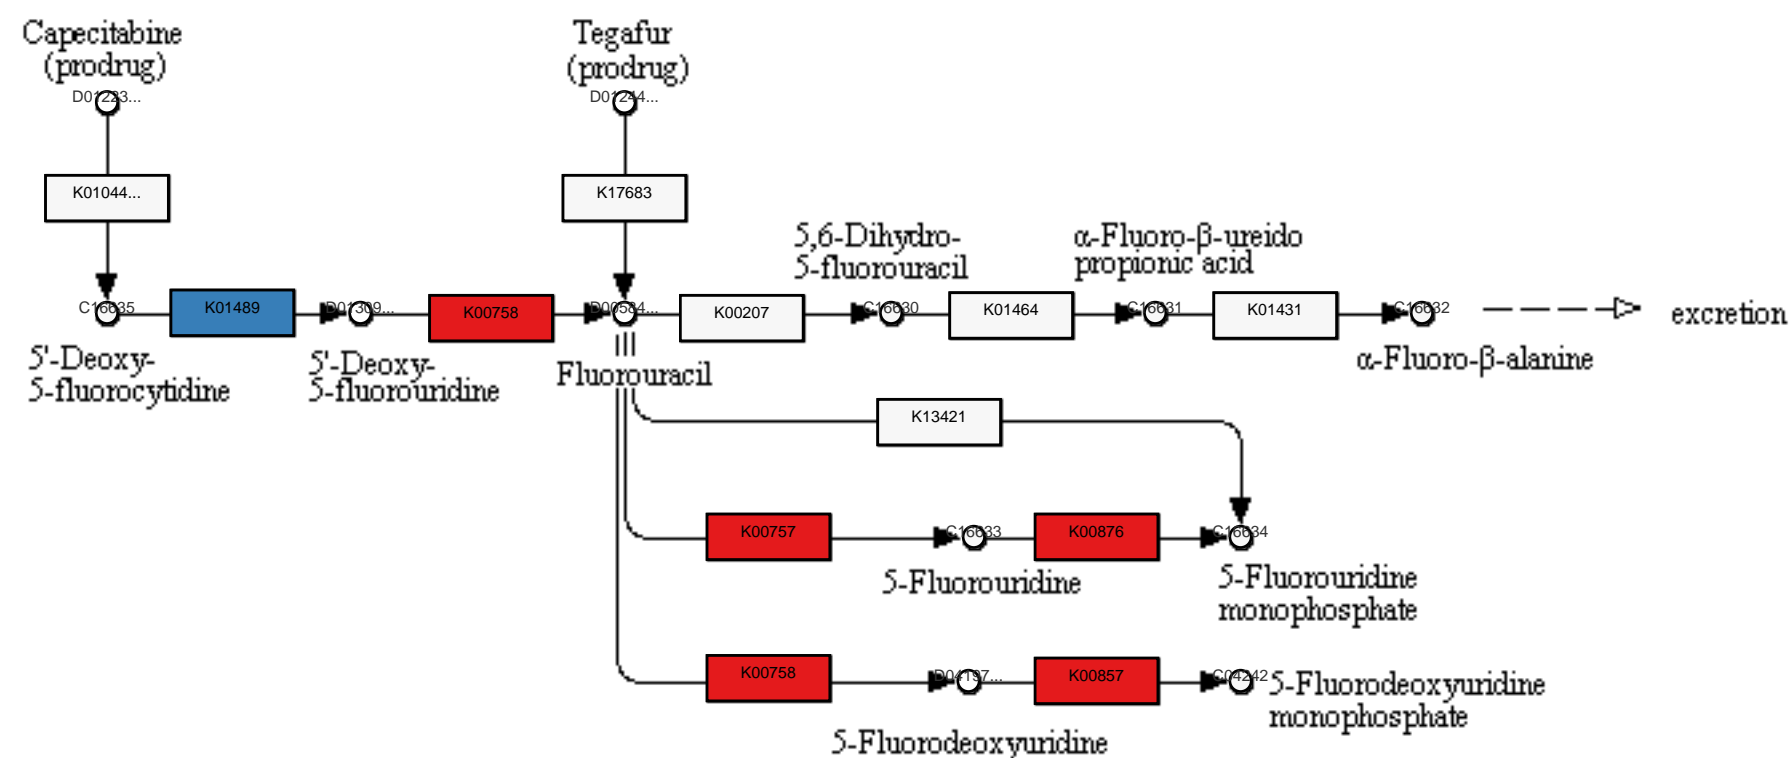 Capecitabine
(prodrug)
Tegafur
(prodrug)
D01223...
D01244...
K01044...
K17683
5,6-Dihydro-
5-fluorouracil
α-Fluoro-β-ureido
propionic acid
C16635
K01489
D01309...
K00758
D00584...
K00207
C16630
K01464
C16631
K01431
C16632
excretion
5'-Deoxy-
5-fluorocytidine
5'-Deoxy-
5-fluorouridine
Fluorouracil
α-Fluoro-β-alanine
K13421
K00757
C16633
K00876
C16634
5-Fluorouridine
5-Fluorouridine
monophosphate
K00758
D04197...
K00857
C04242
5-Fluorodeoxyuridine
monophosphate
5-Fluorodeoxyuridine